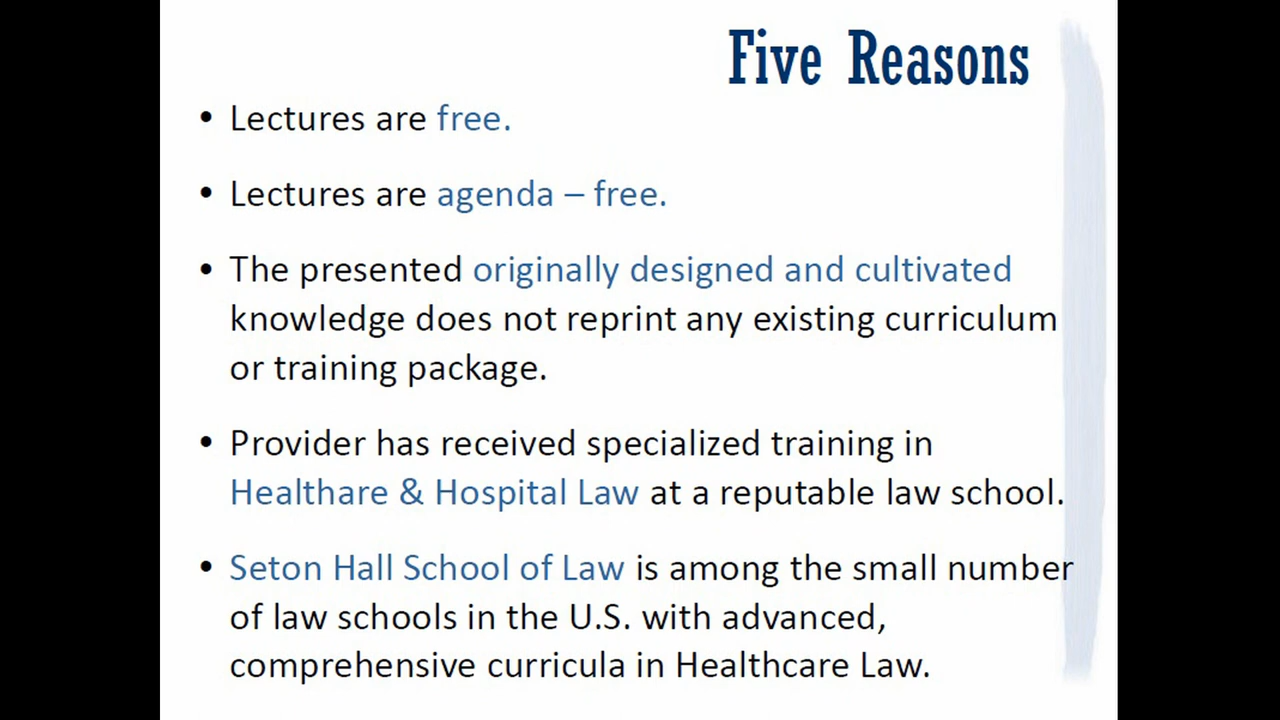 Five Reasons
• Lectures are free.
• Lectures are agenda – free.
• The presented originally designed and cultivated
knowledge does not reprint any existing curriculum
or training package.
• Provider has received specialized training in
Healthare & Hospital Law at a reputable law school.
• Seton Hall School of Law is among the small number
of law schools in the U.S. with advanced,
comprehensive curricula in Healthcare Law.